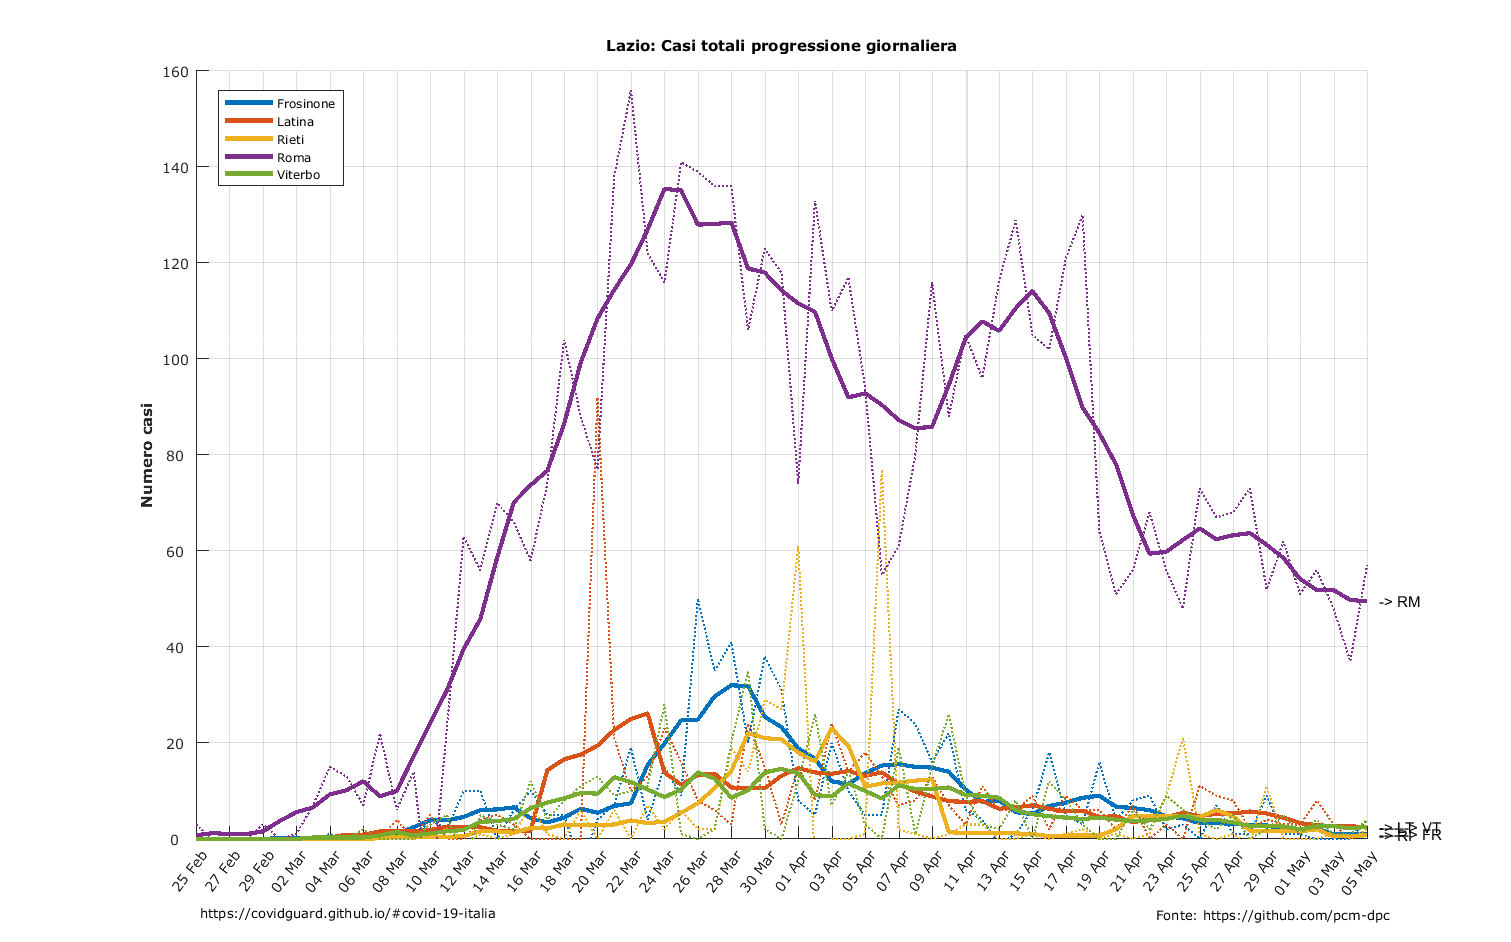 Lazio: Casi totali progressione giornaliera
160
140
120
100
80
60
40
20
0
Numero casi
Frosinone
Latina
Rieti
Roma
Viterbo
-> RM
-> LT VT
-> RI FR
25 Feb
27 Feb
29 Feb
02 Mar
04 Mar
06 Mar
08 Mar
10 Mar
12 Mar
14 Mar
16 Mar
18 Mar
20 Mar
22 Mar
24 Mar
26 Mar
28 Mar
30 Mar
01 Apr
03 Apr
05 Apr
07 Apr
09 Apr
11 Apr
13 Apr
15 Apr
17 Apr
19 Apr
21 Apr
23 Apr
25 Apr
27 Apr
29 Apr
01 May
03 May
05 May
https://covidguard.github.io/#covid-19-italia
Fonte: https://github.com/pcm-dpc